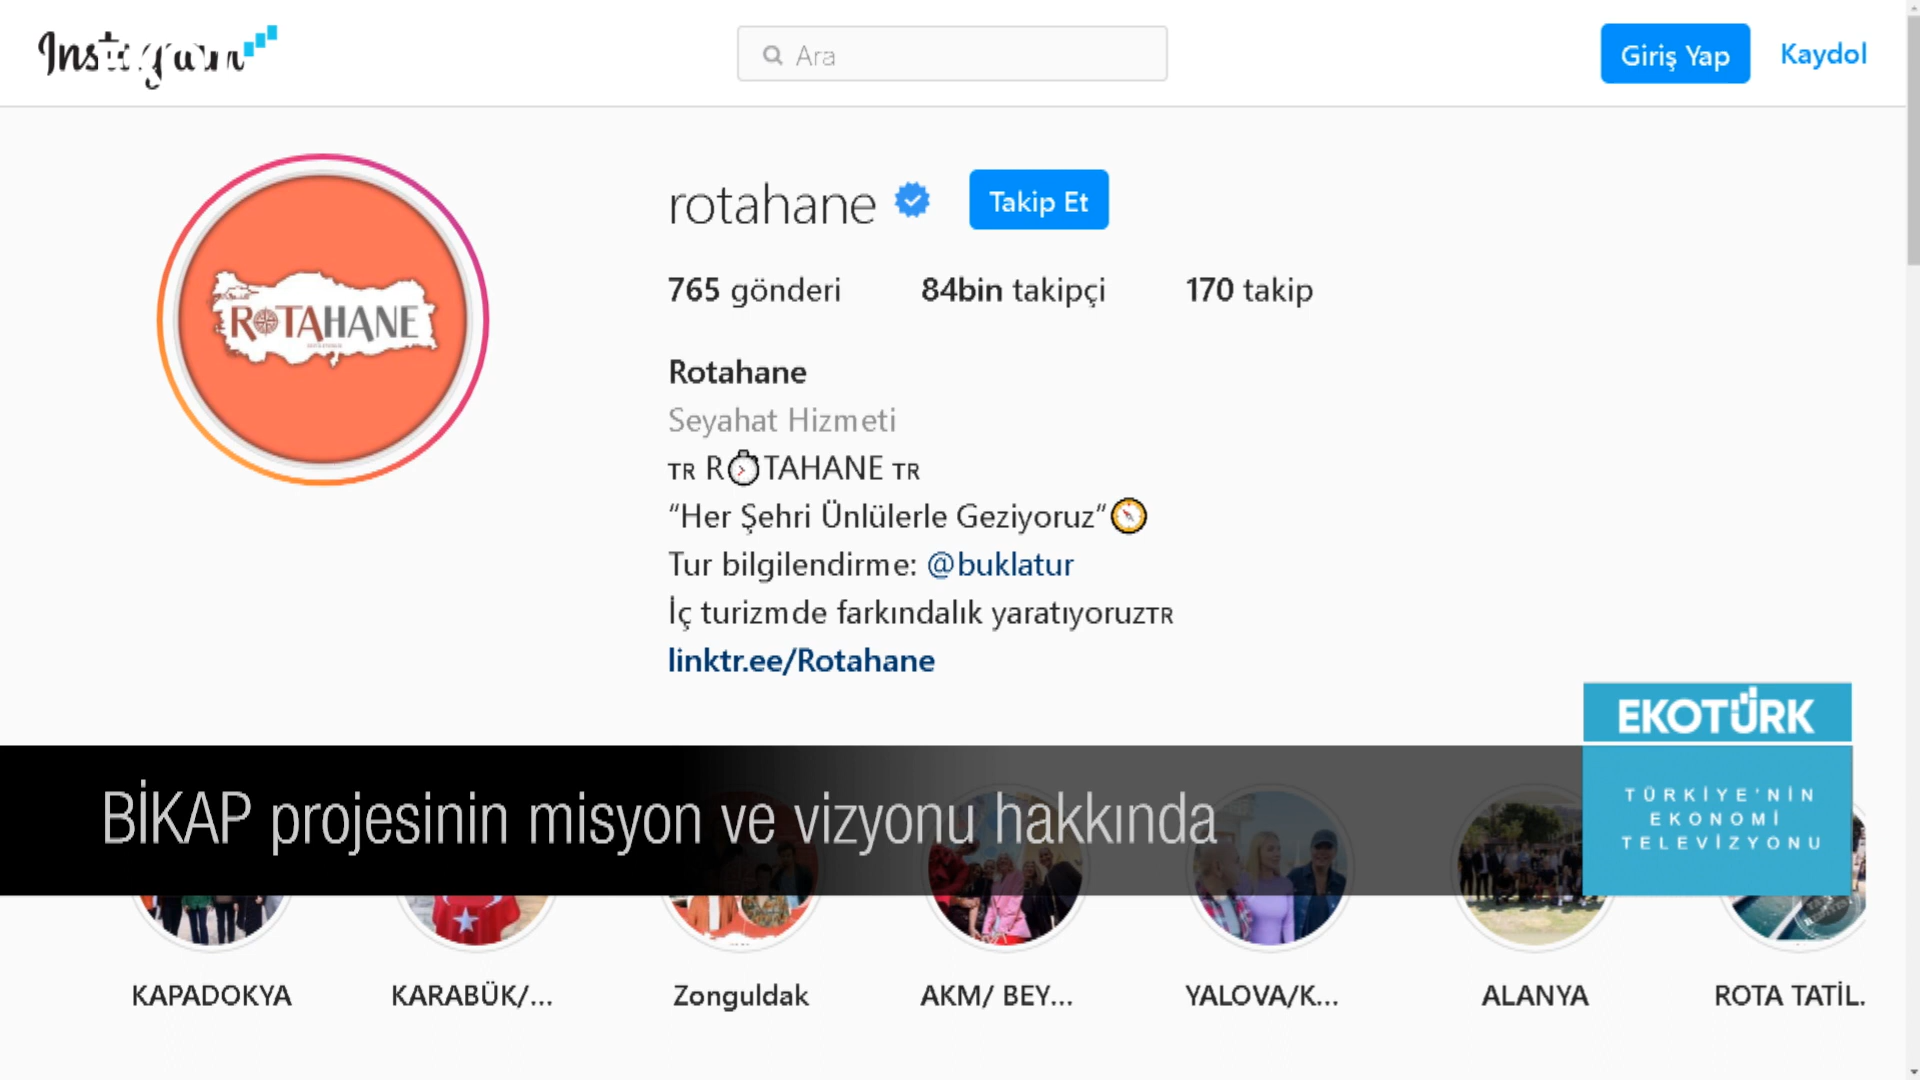 Instagram
Ara
Giriş Yap
Kaydol
ROTAHANE
rotahane
Takip Et
765 gönderi
84bin takipçi
170 takip
Rotahane
Seyahat Hizmeti
TR R⏱TAHANE TR
“Her Şehri Ünlülerle Geziyoruz”🧭
Tur bilgilendirme: @buklatur
İç turizmde farkındalık yaratıyoruzTR
linktr.ee/Rotahane
EKOTÜRK
TÜRKİYE'NİN
EKONOMİ
TELEVİZYONU
BİKAP projesinin misyon ve vizyonu hakkında
KAPADOKYA
KARABÜK/...
Zonguldak
AKM/ BEY...
YALOVA/K...
ALANYA
ROTA TATİL.